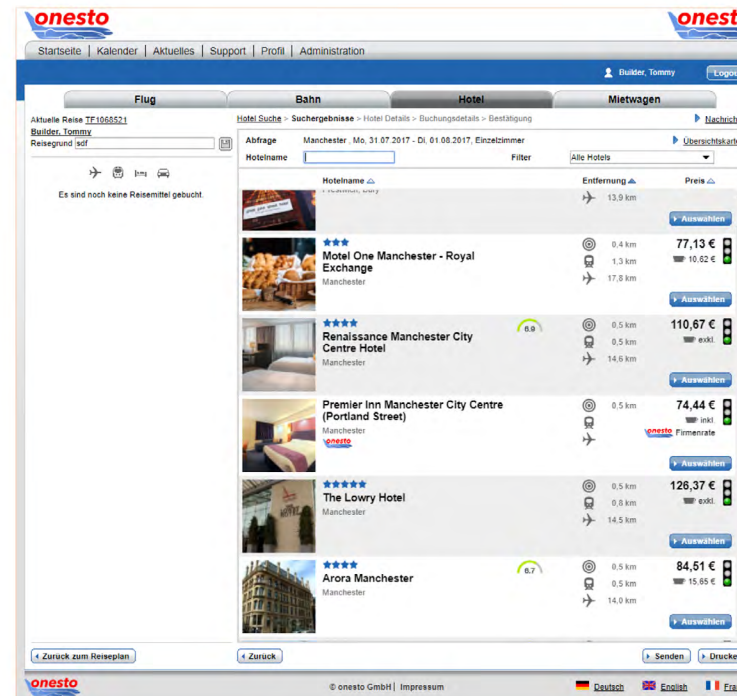 onesto
onest
Startseite | Kalender | Aktuelles | Support | Profil | Administration
Builder, Tommy
Logou
Flug
Bahn
Hotel
Mietwagen
Aktuelle Reise TF1068521
Builder, Tommy
Reisegrund sdf
Es sind noch keine Reisemittel gebucht.
Hotel Suche > Suchergebnisse > Hotel Details > Buchungsdetails > Bestätigung
Nachrich
Abfrage Manchester , Mo, 31.07.2017 - Di, 01.08.2017, Einzelzimmer
Übersichtskarte
Hotelname
Filter Alle Hotels
Hotelname Entfernung Preis
13,9 km
Auswählen
Motel One Manchester - Royal
Exchange
Manchester
0,4 km
1,3 km
17,8 km
77,13 €
10,62 €
Auswählen
Renaissance Manchester City
Centre Hotel
Manchester
6,9
0,5 km
0,5 km
14,6 km
110,67 €
exkl.
Auswählen
Premier Inn Manchester City Centre
(Portland Street)
Manchester
onesto
0,5 km
74,44 €
inkl.
onesto Firmenrate
Auswählen
The Lowry Hotel
Manchester
0,5 km
0,8 km
14,5 km
126,37 €
exkl.
Auswählen
Arora Manchester
Manchester
6,7
0,5 km
0,5 km
14,0 km
84,51 €
15,65 €
Auswählen
Zurück zum Reiseplan
Zurück
Senden
Drucke
onesto
© onesto GmbH | Impressum
Deutsch
English
Fra